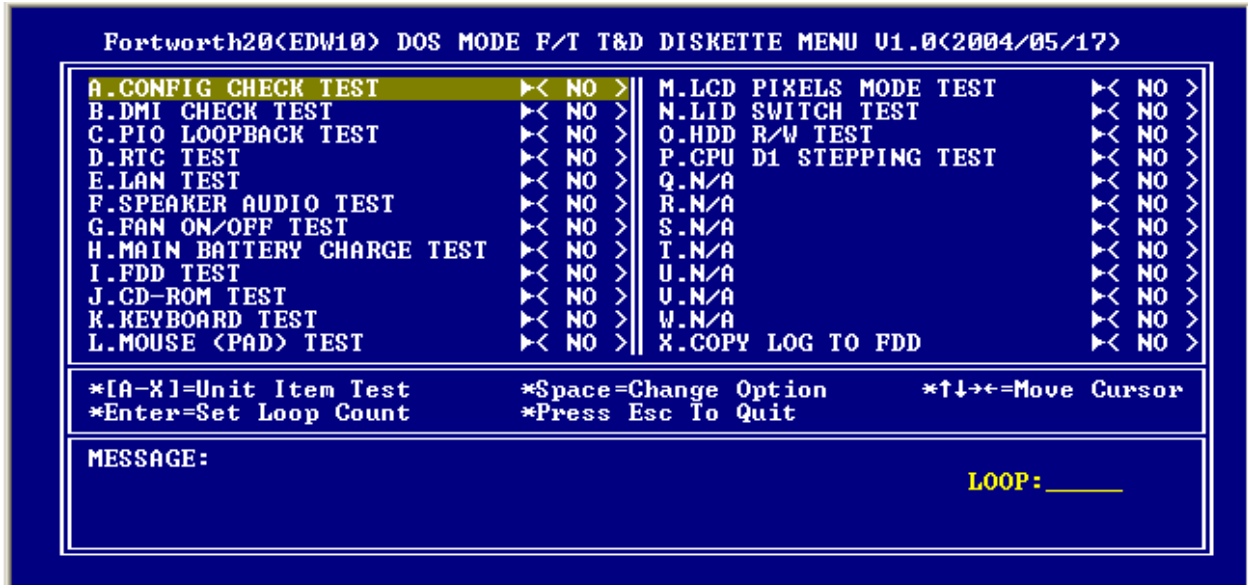 Fortworth20(EDW10) DOS MODE F/T T&D DISKETTE MENU V1.0(2004/05/17)
A.CONFIG CHECK TEST ►< NO >
B.DMI CHECK TEST ►< NO >
C.PIO LOOPBACK TEST ►< NO >
D.RTC TEST ►< NO >
E.LAN TEST ►< NO >
F.SPEAKER AUDIO TEST ►< NO >
G.FAN ON/OFF TEST ►< NO >
H.MAIN BATTERY CHARGE TEST ►< NO >
I.FDD TEST ►< NO >
J.CD-ROM TEST ►< NO >
K.KEYBOARD TEST ►< NO >
L.MOUSE (PAD) TEST ►< NO >
M.LCD PIXELS MODE TEST ►< NO >
N.LID SWITCH TEST ►< NO >
O.HDD R/W TEST ►< NO >
P.CPU D1 STEPPING TEST ►< NO >
Q.N/A ►< NO >
R.N/A ►< NO >
S.N/A ►< NO >
T.N/A ►< NO >
U.N/A ►< NO >
V.N/A ►< NO >
W.N/A ►< NO >
X.COPY LOG TO FDD ►< NO >
*[A-X]=Unit Item Test *Space=Change Option *↑↓→←=Move Cursor
*Enter=Set Loop Count *Press Esc To Quit
MESSAGE:
LOOP:______